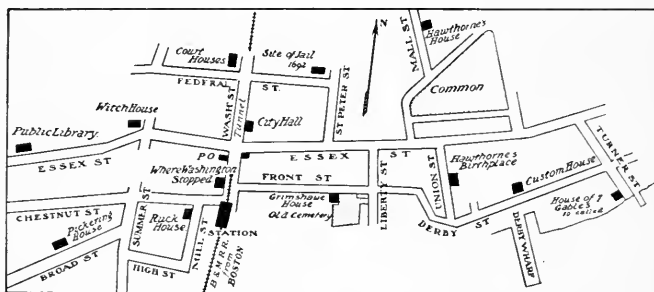 Court
Houses
Site of Jail
1692
N
MALL ST
Hawthorne's
House
FEDERAL ST.
ST PETER ST
Common
Witch House
WASH ST
Tunnel
City Hall
Public Library.
ESSEX ST
PO
ESSEX ST
Where Washington
Stopped
FRONT ST
LIBERTY ST
UNION ST
Hawthorne's
Birthplace
Custom House
TURNER ST
CHESTNUT ST
SUMMER ST
Ruck
House
MILL ST
STATION
Grimshawe
House
Old Cemetery
DERBY ST
House of 7
Gables
so called
Pickering
House
BROAD ST
HIGH ST
B & M RR.
from
BOSTON
DERBY WHARF